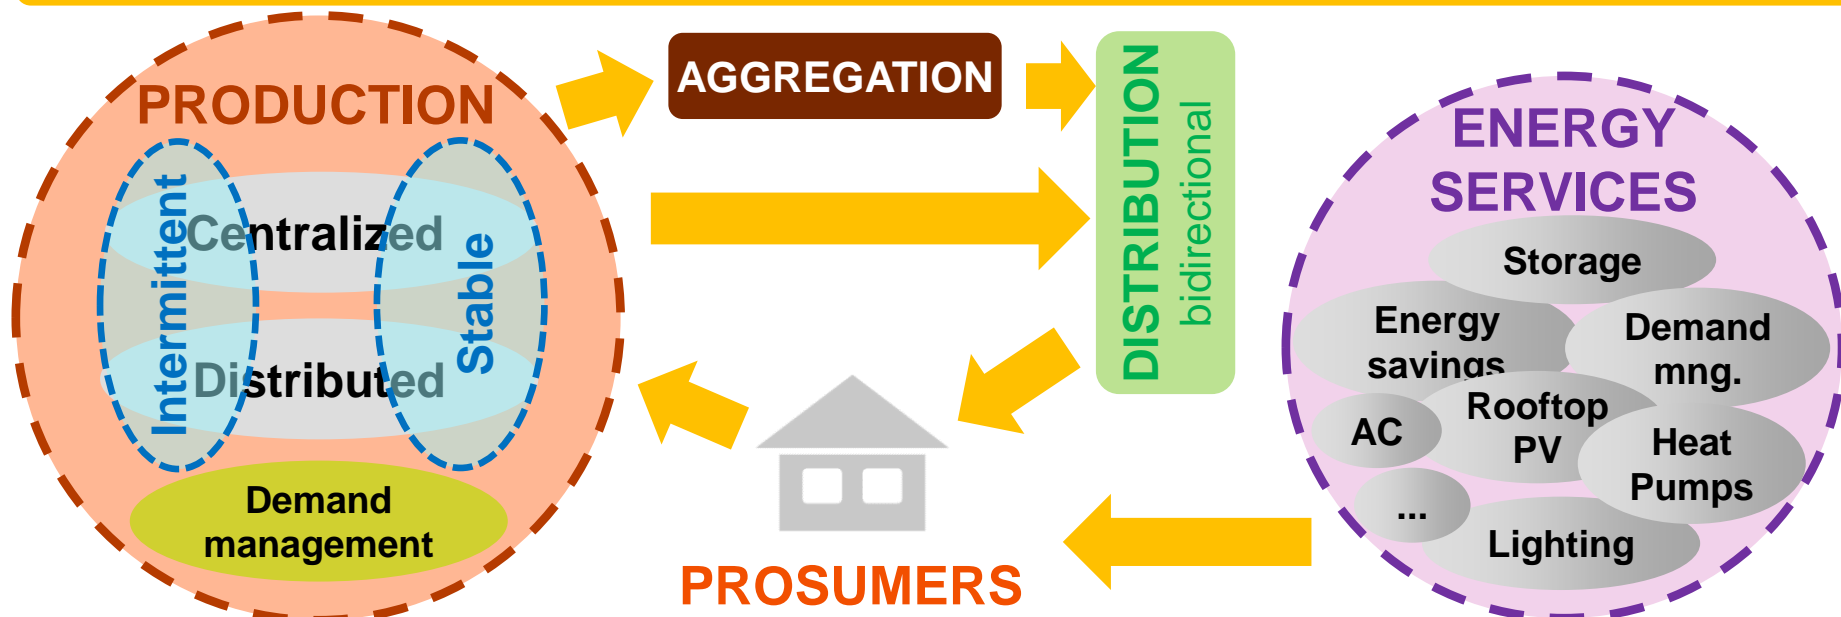 PRODUCTION
Intermittent
Centralized
Stable
Distributed
Demand
management
AGGREGATION
DISTRIBUTION
bidirectional
PROSUMERS
ENERGY
SERVICES
Storage
Energy
savings
Demand
mng.
AC
Rooftop
PV
Heat
Pumps
...
Lighting